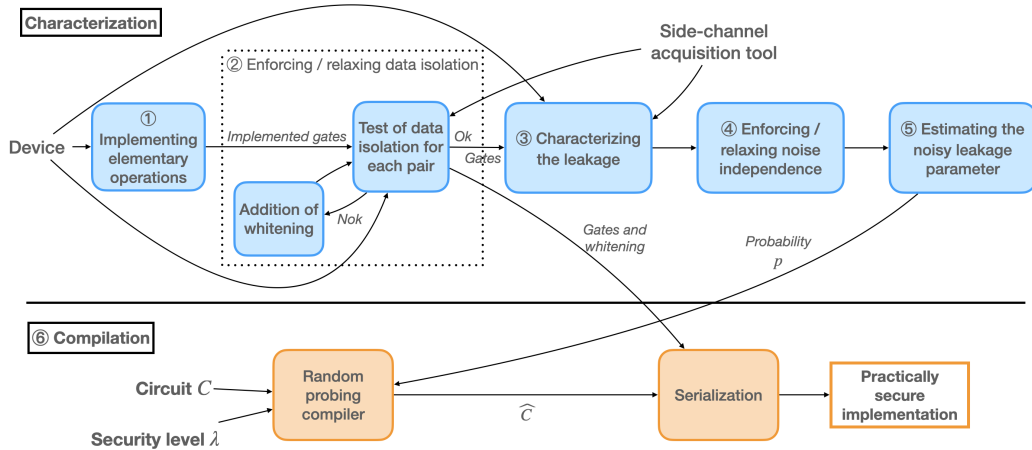 Characterization
Side-channel
acquisition tool
② Enforcing / relaxing data isolation
Device
①
Implementing
elementary
operations
Implemented gates
Test of data
isolation for
each pair
Ok
Gates
Addition of
whitening
Nok
③ Characterizing
the leakage
④ Enforcing /
relaxing noise
independence
⑤ Estimating the
noisy leakage
parameter
Gates and
whitening
Probability
p
⑥ Compilation
Circuit C
Security level λ
Random
probing
compiler
Ĉ
Serialization
Practically
secure
implementation